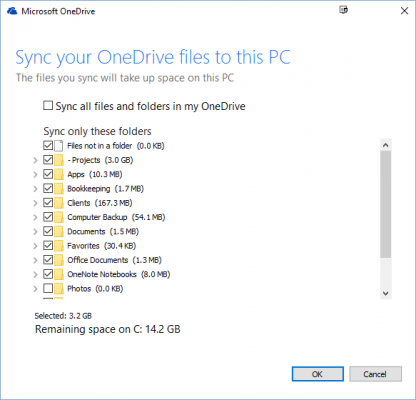 Microsoft OneDrive
Sync your OneDrive files to this PC
The files you sync will take up space on this PC
Sync all files and folders in my OneDrive
Sync only these folders
Files not in a folder (0.0 KB)
- Projects (3.0 GB)
Apps (10.3 MB)
Bookkeeping (1.7 MB)
Clients (167.3 MB)
Computer Backup (54.1 MB)
Documents (1.5 MB)
Favorites (30.4 KB)
Office Documents (1.3 MB)
OneNote Notebooks (8.0 MB)
Photos (0.0 KB)
Selected: 3.2 GB
Remaining space on C: 14.2 GB
OK Cancel